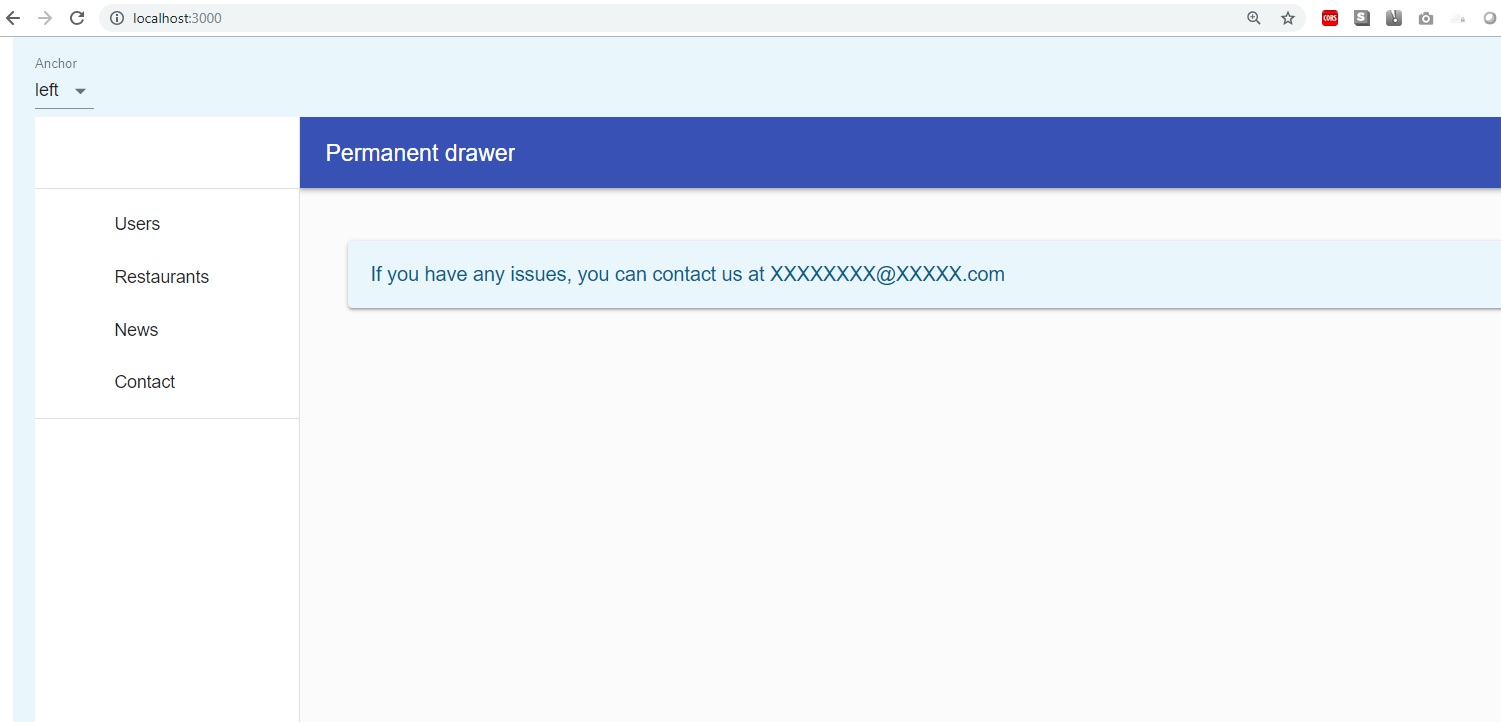 localhost:3000
CORS
S
Anchor
left
Permanent drawer
Users
Restaurants
News
Contact
If you have any issues, you can contact us at XXXXXXXX@XXXXX.com